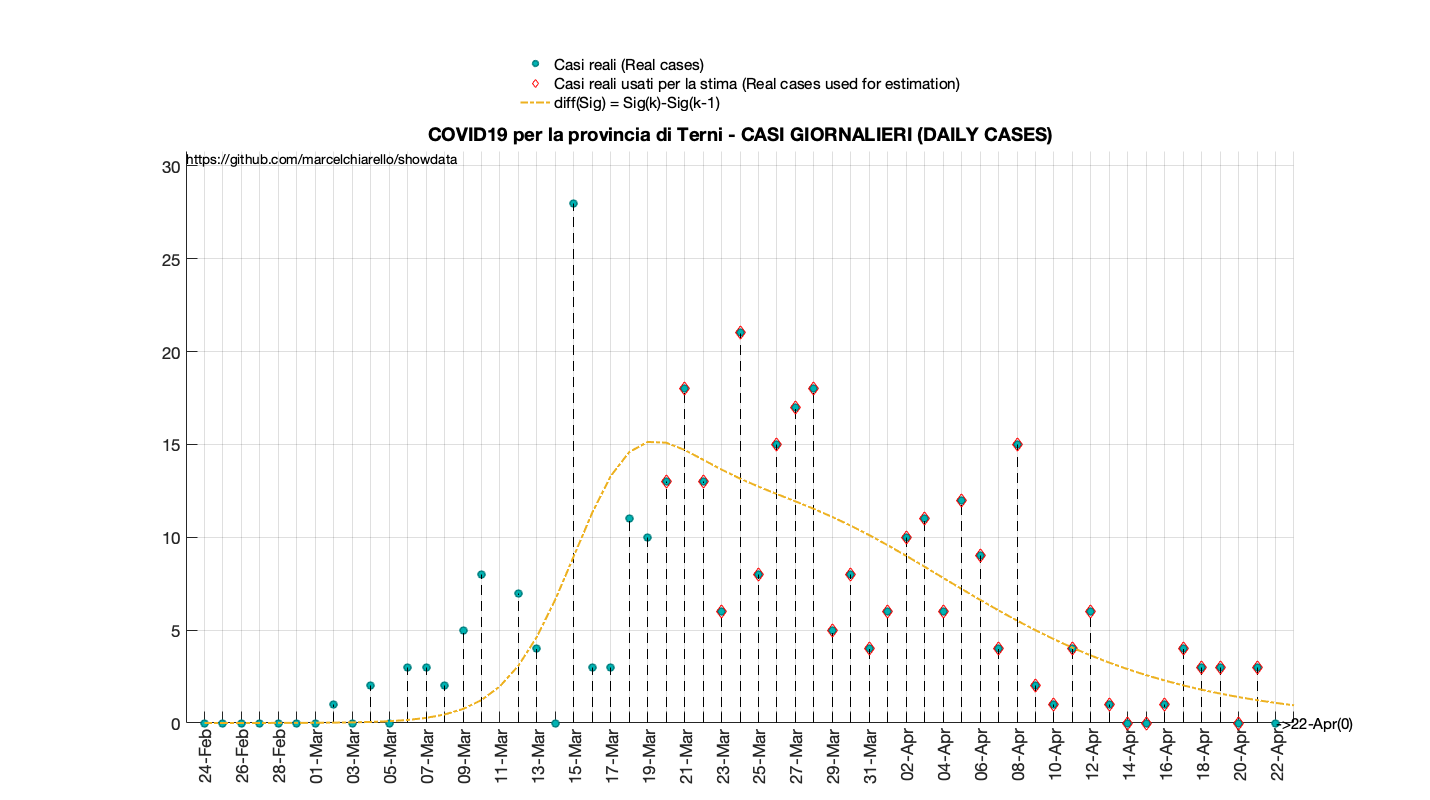 Casi reali (Real cases)
Casi reali usati per la stima (Real cases used for estimation)
diff(Sig) = Sig(k)-Sig(k-1)
COVID19 per la provincia di Terni - CASI GIORNALIERI (DAILY CASES)
https://github.com/marcelchiarello/showdata
30
25
20
15
10
5
0
->22-Apr(0)
24-Feb
26-Feb
28-Feb
01-Mar
03-Mar
05-Mar
07-Mar
09-Mar
11-Mar
13-Mar
15-Mar
17-Mar
19-Mar
21-Mar
23-Mar
25-Mar
27-Mar
29-Mar
31-Mar
02-Apr
04-Apr
06-Apr
08-Apr
10-Apr
12-Apr
14-Apr
16-Apr
18-Apr
20-Apr
22-Apr